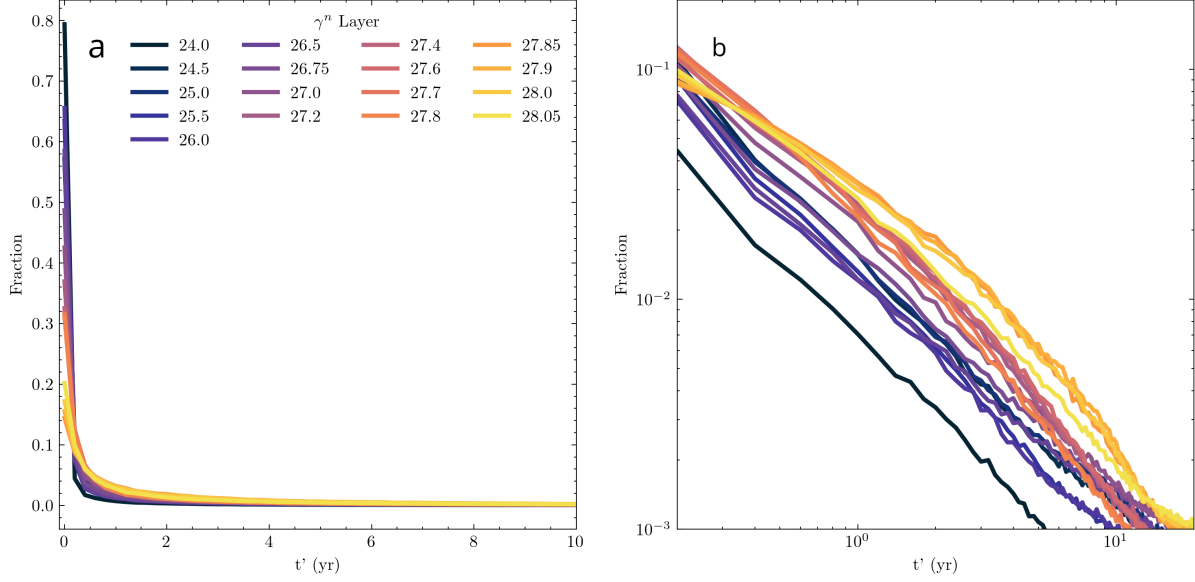 γⁿ Layer
a
24.0 26.5 27.4 27.85
24.5 26.75 27.6 27.9
25.0 27.0 27.7 28.0
25.5 27.2 27.8 28.05
26.0
Fraction
0.8
0.7
0.6
0.5
0.4
0.3
0.2
0.1
0.0
0 2 4 6 8 10
t' (yr)
b
Fraction
10⁻¹
10⁻²
10⁻³
10⁰ 10¹
t' (yr)